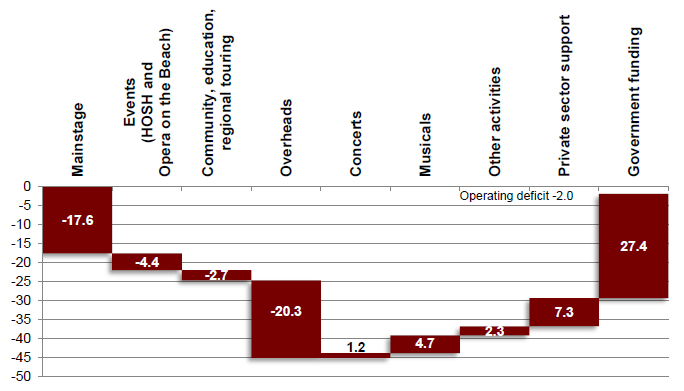 Mainstage
Events
(HOSH and
Opera on the Beach)
Community, education,
regional touring
Overheads
Concerts
Musicals
Other activities
Private sector support
Government funding
0
-5
-10
-15
-20
-25
-30
-35
-40
-45
-50
Operating deficit -2.0
-17.6
-4.4
-2.7
-20.3
1.2
4.7
2.3
7.3
27.4